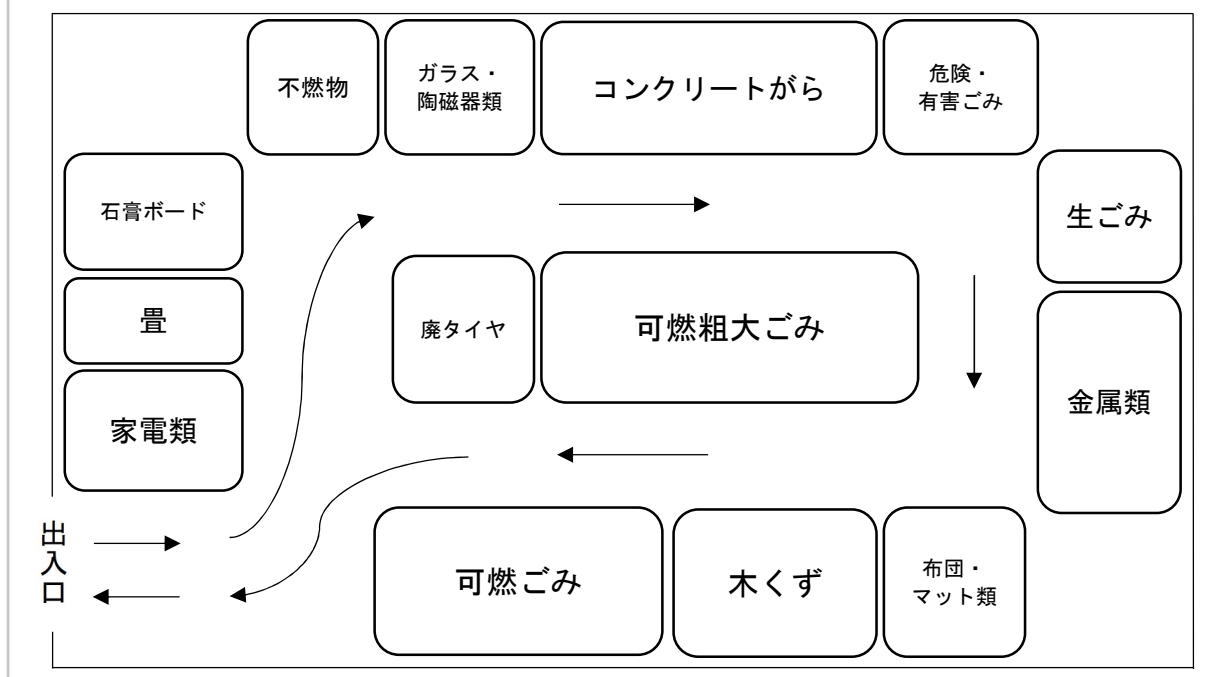 不燃物
ガラス・
陶磁器類
コンクリートがら
危険・
有害ごみ
石膏ボード
生ごみ
畳
廃タイヤ
可燃粗大ごみ
家電類
金属類
出入口
可燃ごみ
木くず
布団・
マット類